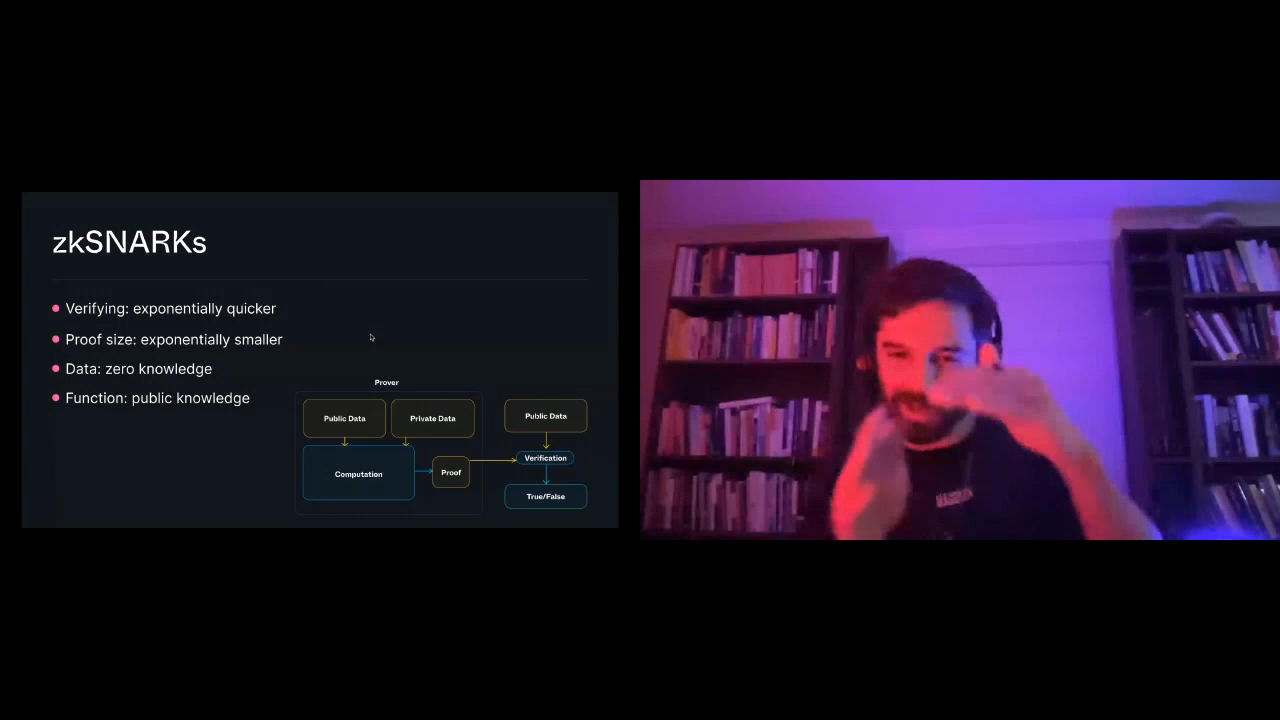 zkSNARKs
Verifying: exponentially quicker
Proof size: exponentially smaller
Data: zero knowledge
Function: public knowledge
Prover
Public Data
Private Data
Public Data
Computation
Proof
Verification
True/False